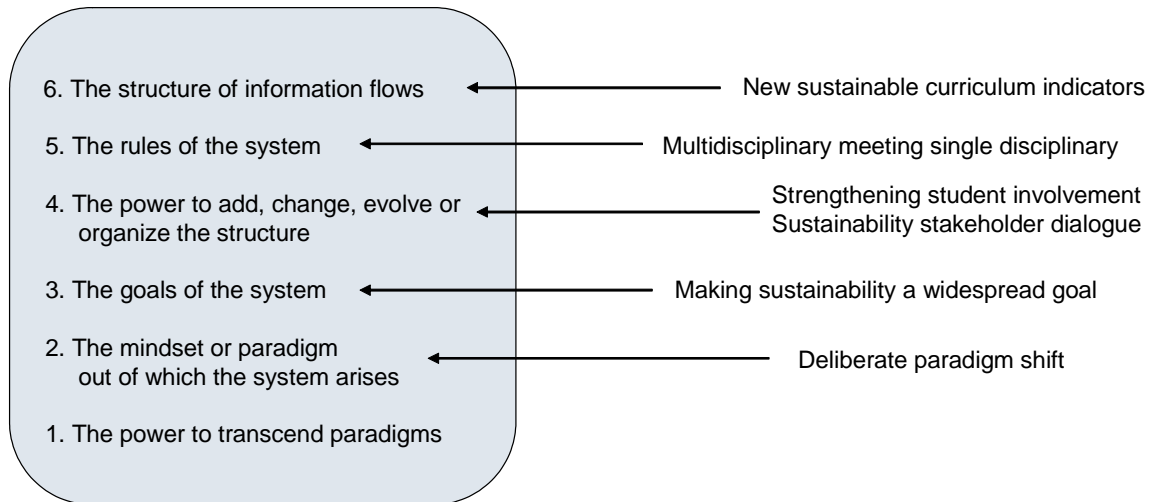 6. The structure of information flows
New sustainable curriculum indicators
5. The rules of the system
Multidisciplinary meeting single disciplinary
4. The power to add, change, evolve or
organize the structure
Strengthening student involvement
Sustainability stakeholder dialogue
3. The goals of the system
Making sustainability a widespread goal
2. The mindset or paradigm
out of which the system arises
Deliberate paradigm shift
1. The power to transcend paradigms